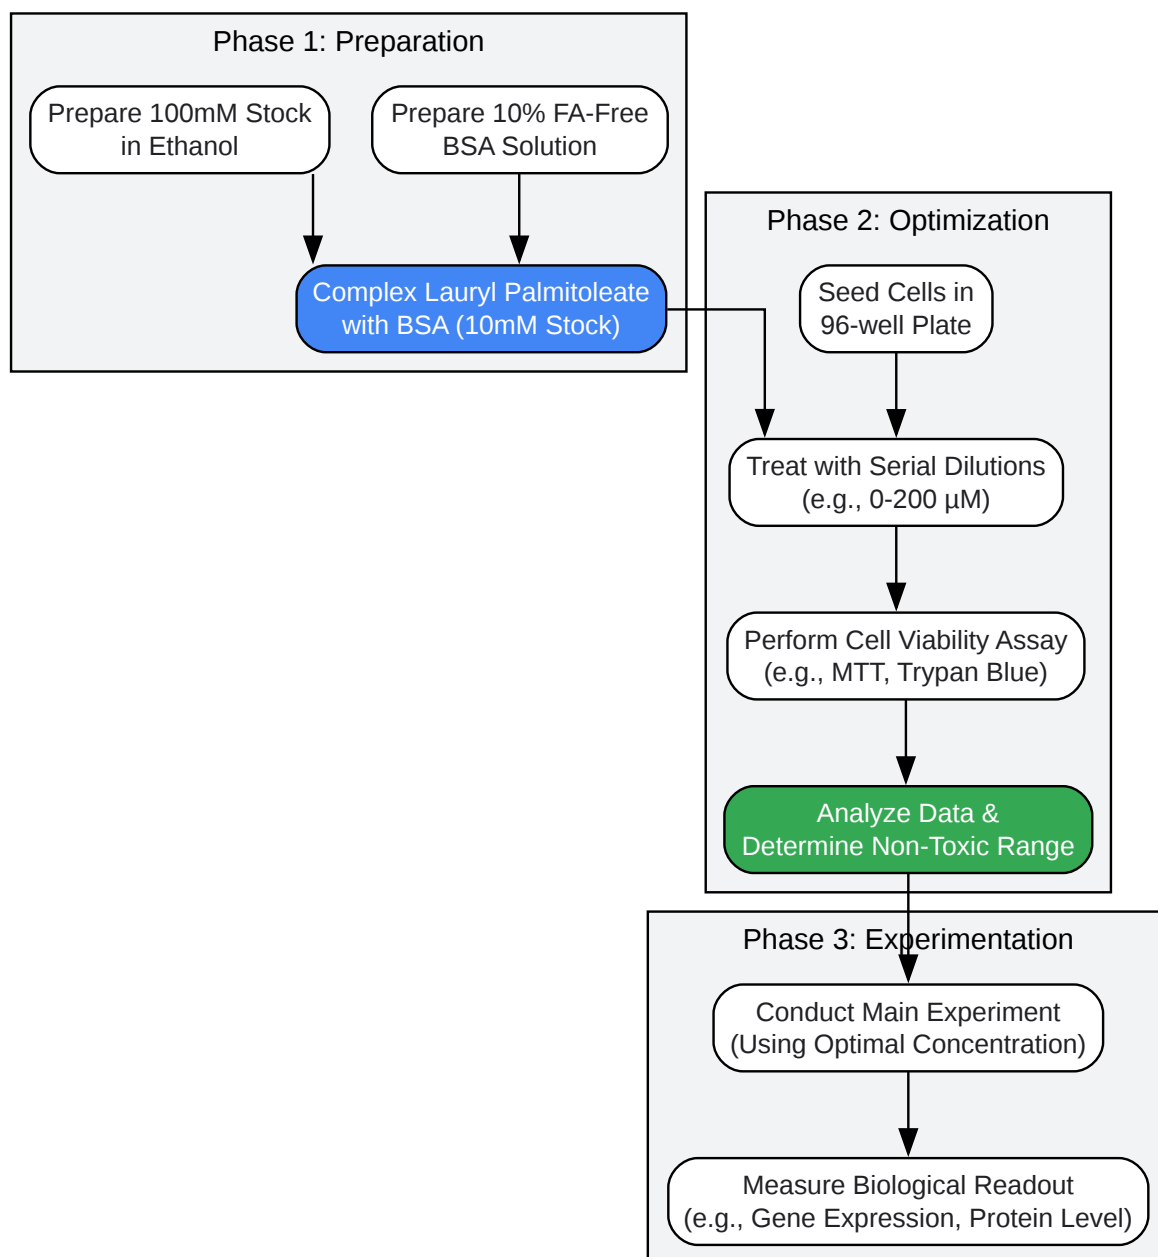 Phase 1: Preparation
Prepare 100mM Stock
in Ethanol
Prepare 10% FA-Free
BSA Solution
Complex Lauryl Palmitoleate
with BSA (10mM Stock)
Phase 2: Optimization
Seed Cells in
96-well Plate
Treat with Serial Dilutions
(e.g., 0-200 µM)
Perform Cell Viability Assay
(e.g., MTT, Trypan Blue)
Analyze Data &
Determine Non-Toxic Range
Phase 3: Experimentation
Conduct Main Experiment
(Using Optimal Concentration)
Measure Biological Readout
(e.g., Gene Expression, Protein Level)